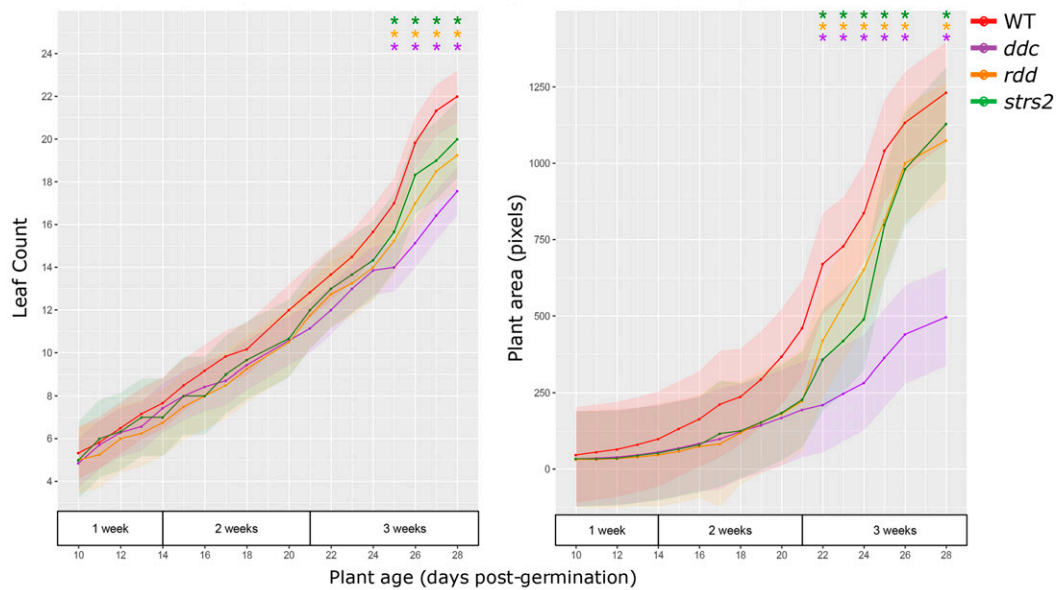 * * * *
* * * *
* * * *
24
22
20
18
16
14
12
10
8
6
4
Leaf Count
1 week 2 weeks 3 weeks
10 12 14 16 18 20 22 24 26 28
* * * * * *
* * * * * *
* * * * * *
1250
1000
750
500
250
0
Plant area (pixels)
1 week 2 weeks 3 weeks
10 12 14 16 18 20 22 24 26 28
Plant age (days post-germination)
WT
ddc
rdd
strs2